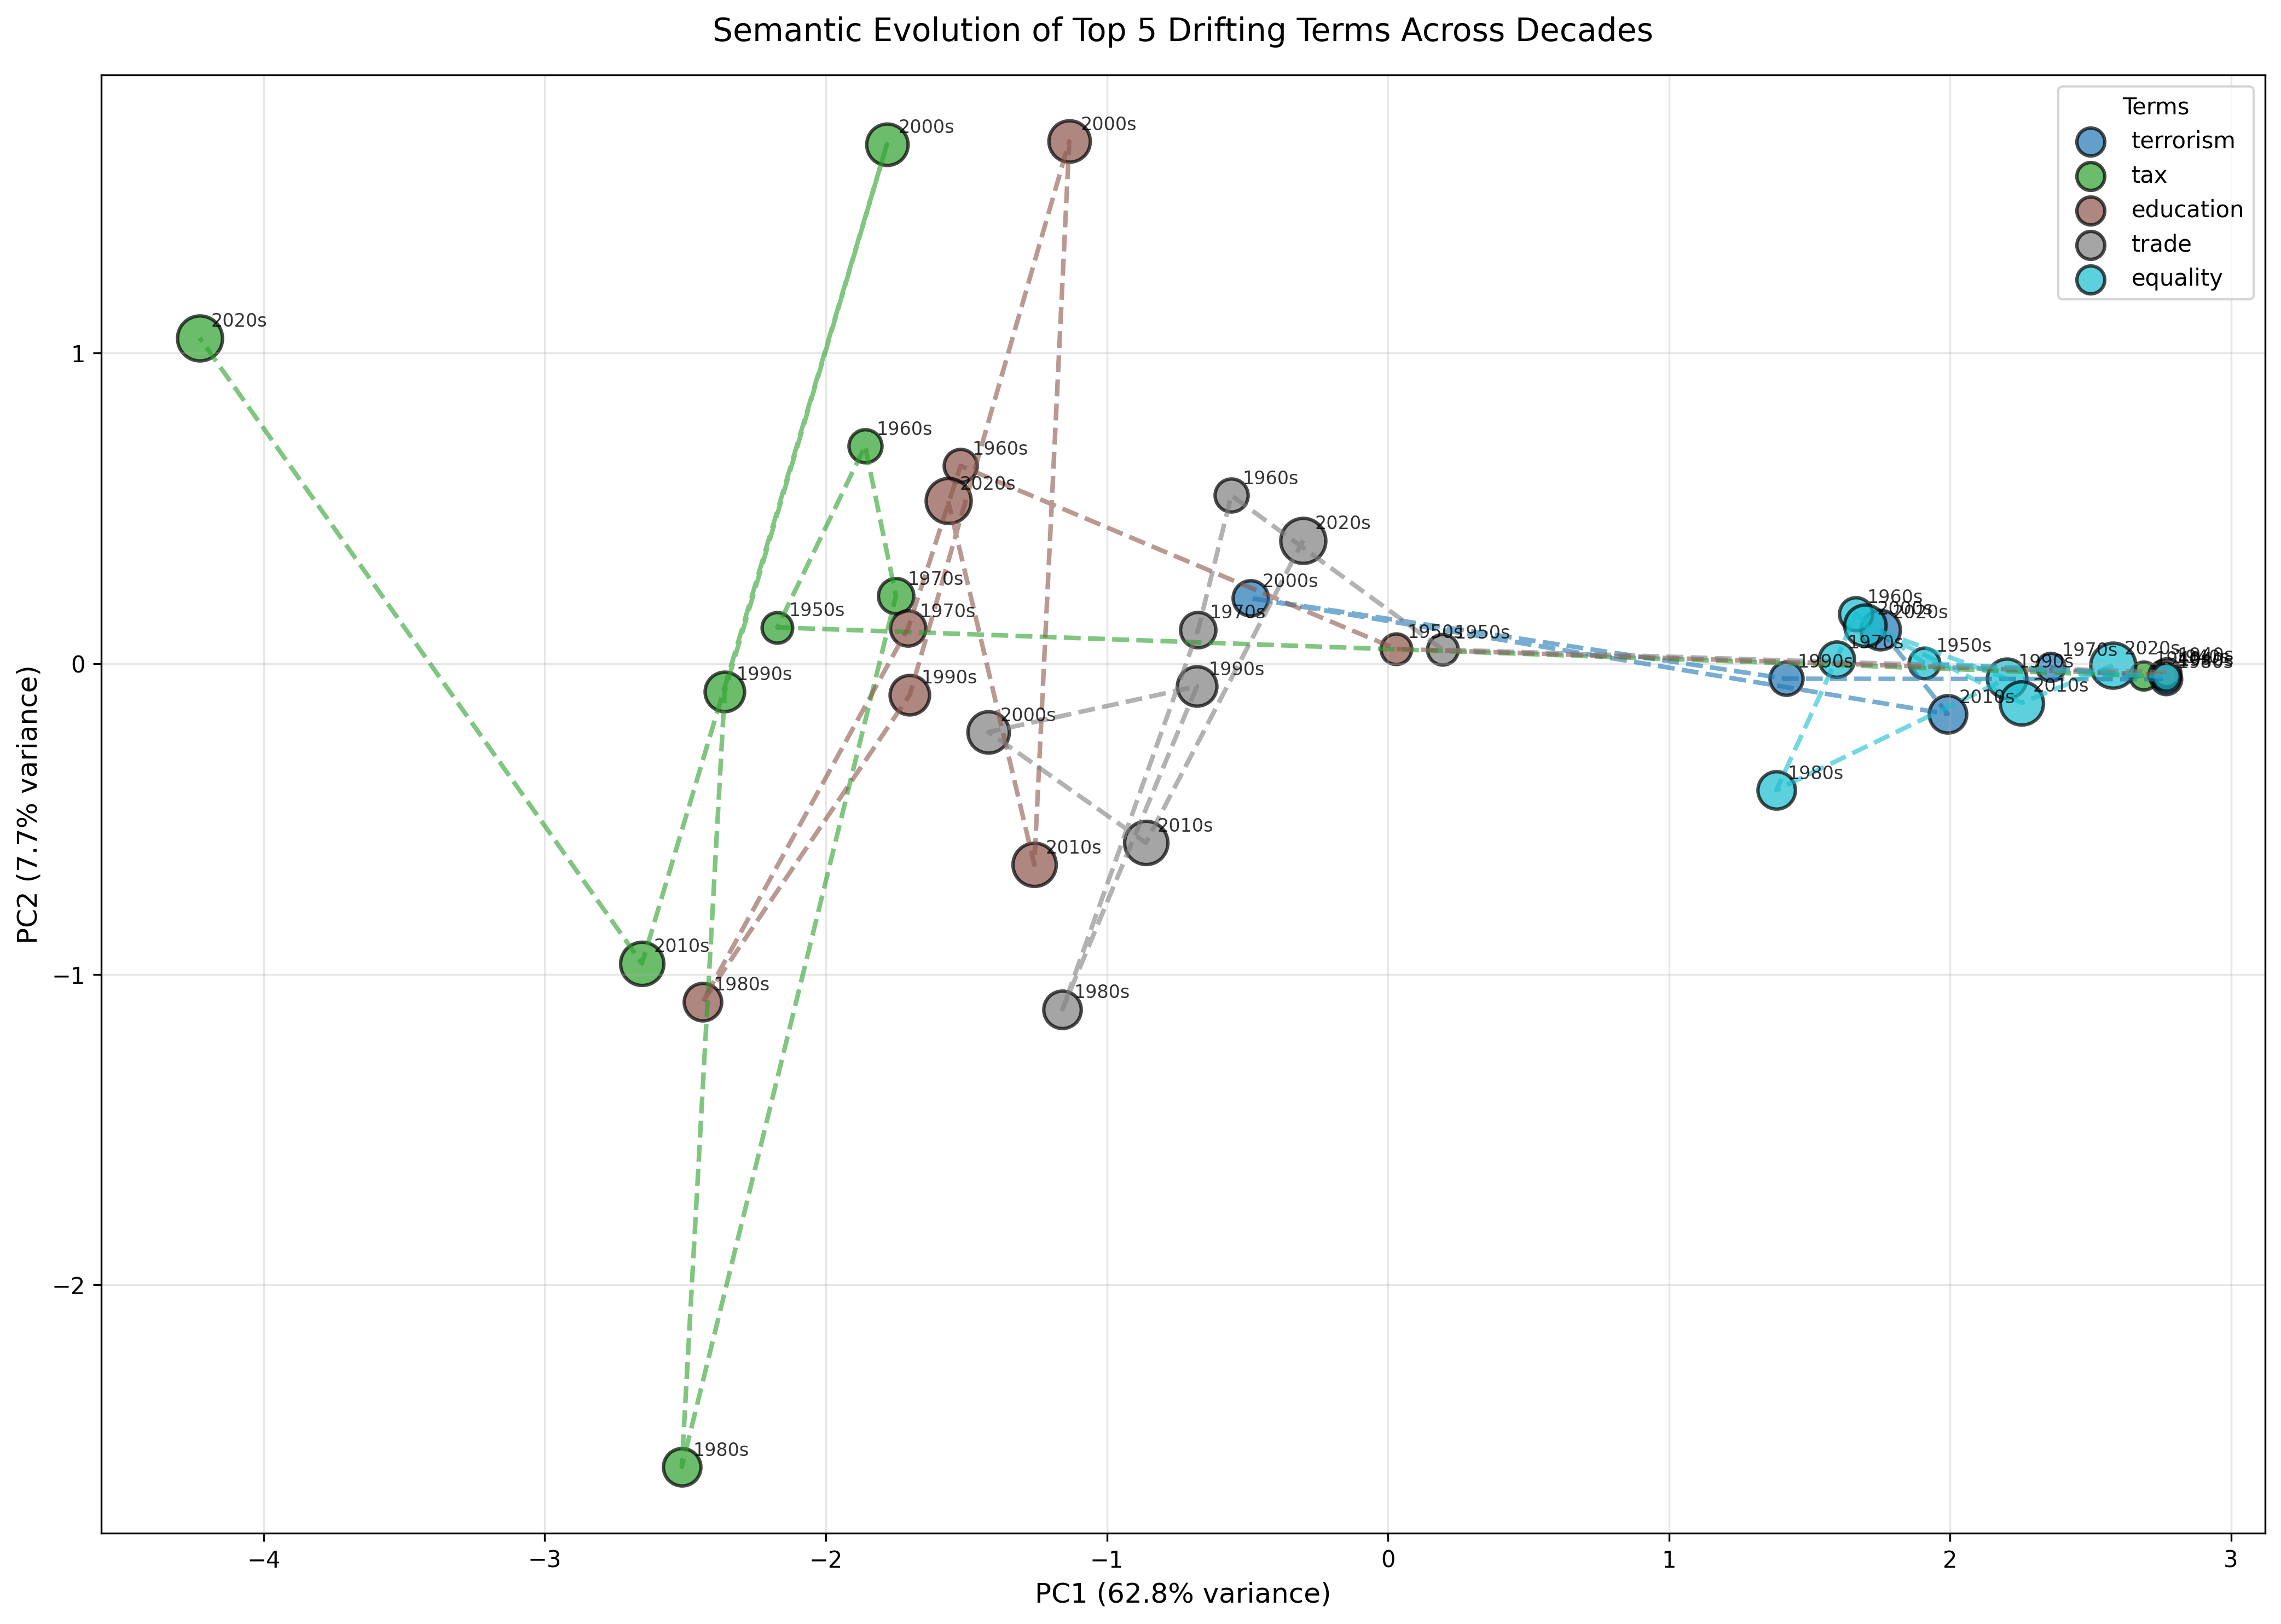 Semantic Evolution of Top 5 Drifting Terms Across Decades
Terms
terrorism
tax
education
trade
equality
2000s
2000s
2020s
1960s
1960s
2020s
1960s
2020s
1970s
2000s
1950s
1970s
1970s
1950s
1950s
1960s
2000s
2020s
1970s
1950s
1970s
2020s
1990s
1990s
1990s
1990s
1990s
1940s
1980s
2000s
2010s
2010s
1980s
2010s
2010s
2010s
1980s
1980s
1980s
1
0
−1
−2
−4
−3
−2
−1
0
1
2
3
PC2 (7.7% variance)
PC1 (62.8% variance)